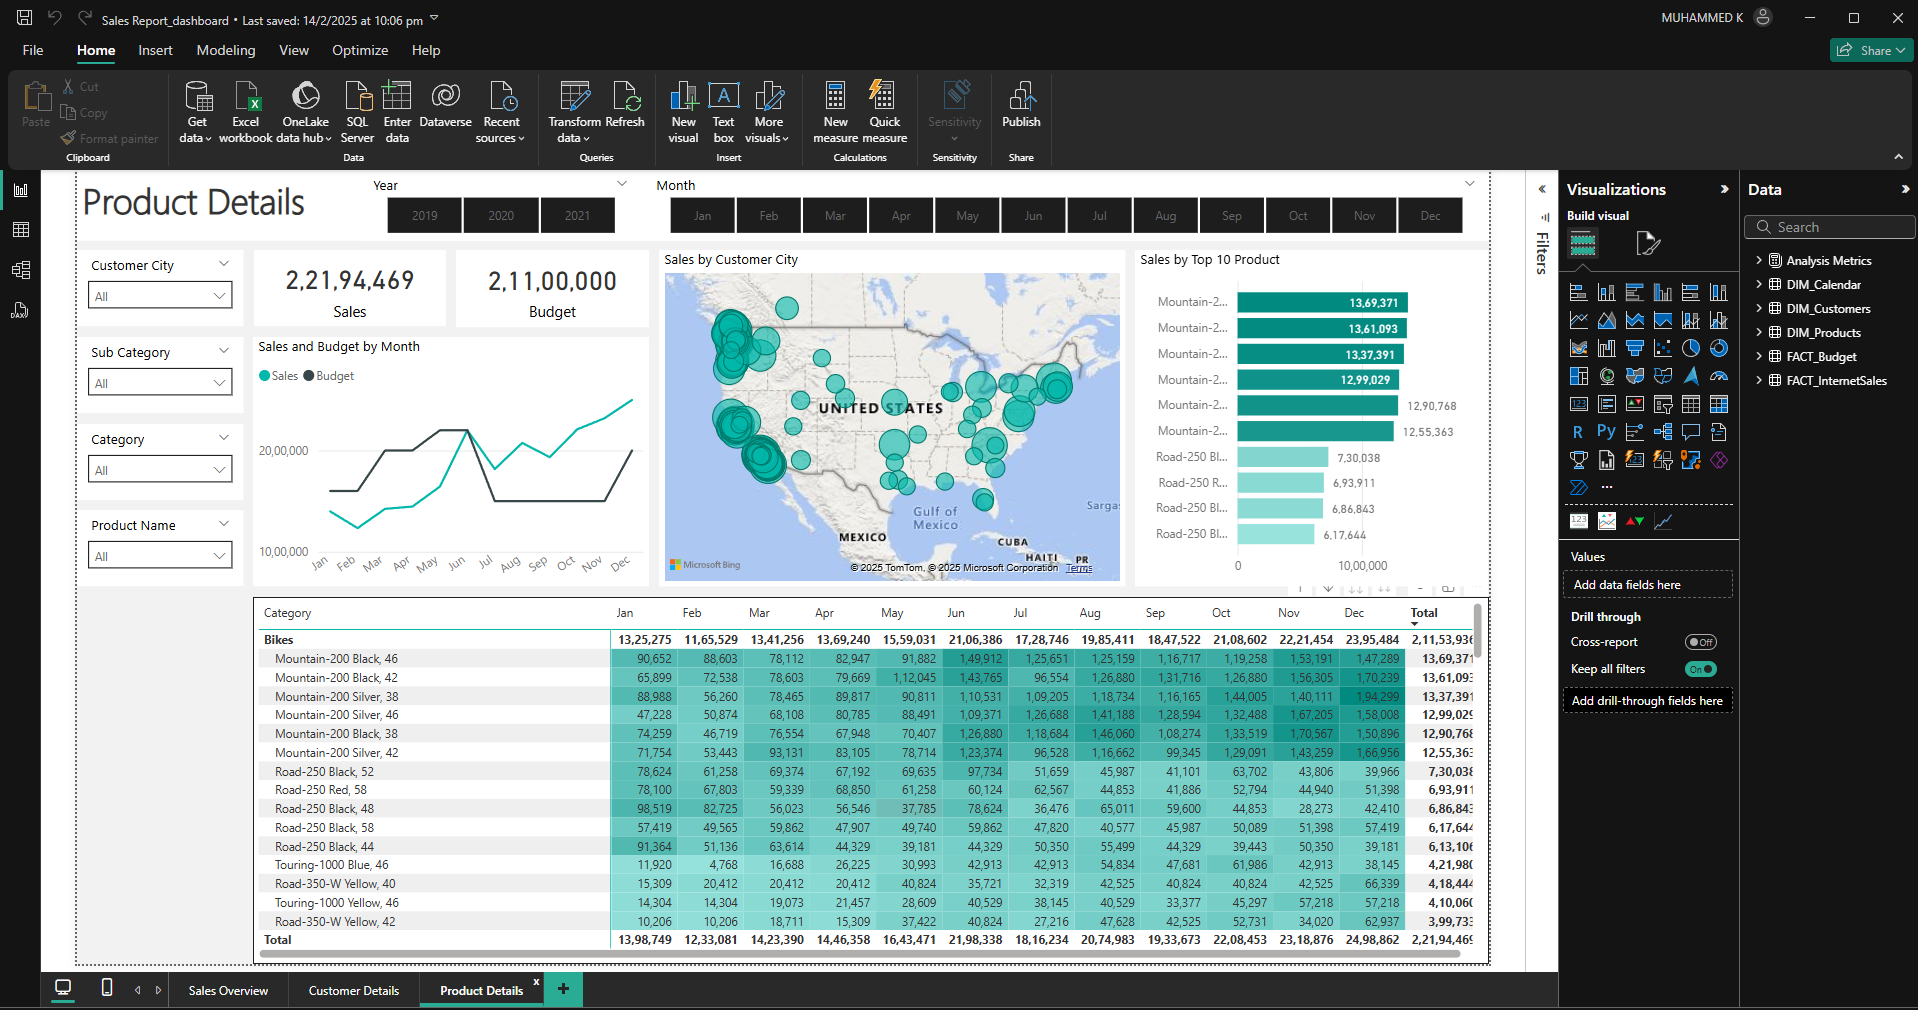 Sales Report_dashboard • Last saved: 14/2/2025 at 10:06 pm
MUHAMMED K
File Home Insert Modeling View Optimize Help
Share
Paste
Cut
Copy
Format painter
Clipboard
Get data
Excel workbook
OneLake data hub
SQL Server
Enter data
Dataverse
Recent sources
Data
Transform data
Refresh
Queries
New visual
Text box
More visuals
Insert
New measure
Quick measure
Calculations
Sensitivity
Sensitivity
Publish
Share
Product Details
Year
2019 2020 2021
Month
Jan Feb Mar Apr May Jun Jul Aug Sep Oct Nov Dec
Customer City
All
Sub Category
All
Category
All
Product Name
All
2,21,94,469
Sales
2,11,00,000
Budget
Sales and Budget by Month
Sales Budget
20,00,000
10,00,000
Jan Feb Mar Apr May Jun Jul Aug Sep Oct Nov Dec
Sales by Customer City
UNITED STATES
Gulf of
Mexico
Sargas
MEXICO
CUBA
HAITI PR
Microsoft Bing
© 2025 TomTom, © 2025 Microsoft Corporation Terms
Sales by Top 10 Product
Mountain-2... 13,69,371
Mountain-2... 13,61,093
Mountain-2... 13,37,391
Mountain-2... 12,99,029
Mountain-2... 12,90,768
Mountain-2... 12,55,363
Road-250 Bl... 7,30,038
Road-250 R... 6,93,911
Road-250 Bl... 6,86,843
Road-250 Bl... 6,17,644
0 10,00,000
Category Jan Feb Mar Apr May Jun Jul Aug Sep Oct Nov Dec Total
Bikes 13,25,275 11,65,529 13,41,256 13,69,240 15,59,031 21,06,386 17,28,746 19,85,411 18,47,522 21,08,602 22,21,454 23,95,484 2,11,53,936
Mountain-200 Black, 46 90,652 88,603 78,112 82,947 91,882 1,49,912 1,25,651 1,25,159 1,16,717 1,19,258 1,53,191 1,47,289 13,69,371
Mountain-200 Black, 42 65,899 72,538 78,603 79,669 1,12,045 1,43,765 96,554 1,26,880 1,31,716 1,26,880 1,56,305 1,70,239 13,61,093
Mountain-200 Silver, 38 88,988 56,260 78,465 89,817 90,811 1,10,531 1,09,205 1,18,734 1,16,165 1,44,005 1,40,111 1,94,299 13,37,391
Mountain-200 Silver, 46 47,228 50,874 68,108 80,785 88,491 1,09,371 1,26,688 1,41,188 1,28,594 1,32,488 1,67,205 1,58,008 12,99,029
Mountain-200 Black, 38 74,259 46,719 76,554 67,948 70,407 1,26,880 1,18,684 1,46,060 1,08,274 1,33,519 1,70,567 1,50,896 12,90,768
Mountain-200 Silver, 42 71,754 53,443 93,131 83,105 78,714 1,23,374 96,528 1,16,662 99,345 1,29,091 1,43,259 1,66,956 12,55,363
Road-250 Black, 52 78,624 61,258 69,374 67,192 69,635 97,734 51,659 45,987 41,101 63,702 43,806 39,966 7,30,038
Road-250 Red, 58 78,100 67,803 59,339 68,850 61,258 60,124 62,567 44,853 41,886 52,794 44,940 51,398 6,93,911
Road-250 Black, 48 98,519 82,725 56,023 56,546 37,785 78,624 36,476 65,011 59,600 44,853 28,273 42,410 6,86,843
Road-250 Black, 58 57,419 49,565 59,862 47,907 49,740 59,862 47,820 40,577 45,987 50,089 51,398 57,419 6,17,644
Road-250 Black, 44 91,364 51,136 63,614 44,329 39,181 44,329 50,350 55,499 44,329 39,443 50,350 39,181 6,13,106
Touring-1000 Blue, 46 11,920 4,768 16,688 26,225 30,993 42,913 42,913 54,834 47,681 61,986 42,913 38,145 4,21,980
Road-350-W Yellow, 40 15,309 20,412 20,412 20,412 40,824 35,721 32,319 42,525 40,824 40,824 42,525 66,339 4,18,444
Touring-1000 Yellow, 46 14,304 14,304 19,073 21,457 28,609 40,529 38,145 40,529 33,377 45,297 57,218 57,218 4,10,060
Road-350-W Yellow, 42 10,206 10,206 18,711 15,309 37,422 40,824 27,216 47,628 42,525 52,731 34,020 62,937 3,99,733
Total 13,98,749 12,33,081 14,23,390 14,46,358 16,43,471 21,98,338 18,16,234 20,74,983 19,33,673 22,08,453 23,18,876 24,98,862 2,21,94,469
Filters
Visualizations
Build visual
R Py
123
Values
Add data fields here
Drill through
Cross-report Off
Keep all filters On
Add drill-through fields here
Data
Search
Analysis Metrics
DIM_Calendar
DIM_Customers
DIM_Products
FACT_Budget
FACT_InternetSales
Sales Overview
Customer Details
Product Details x
+